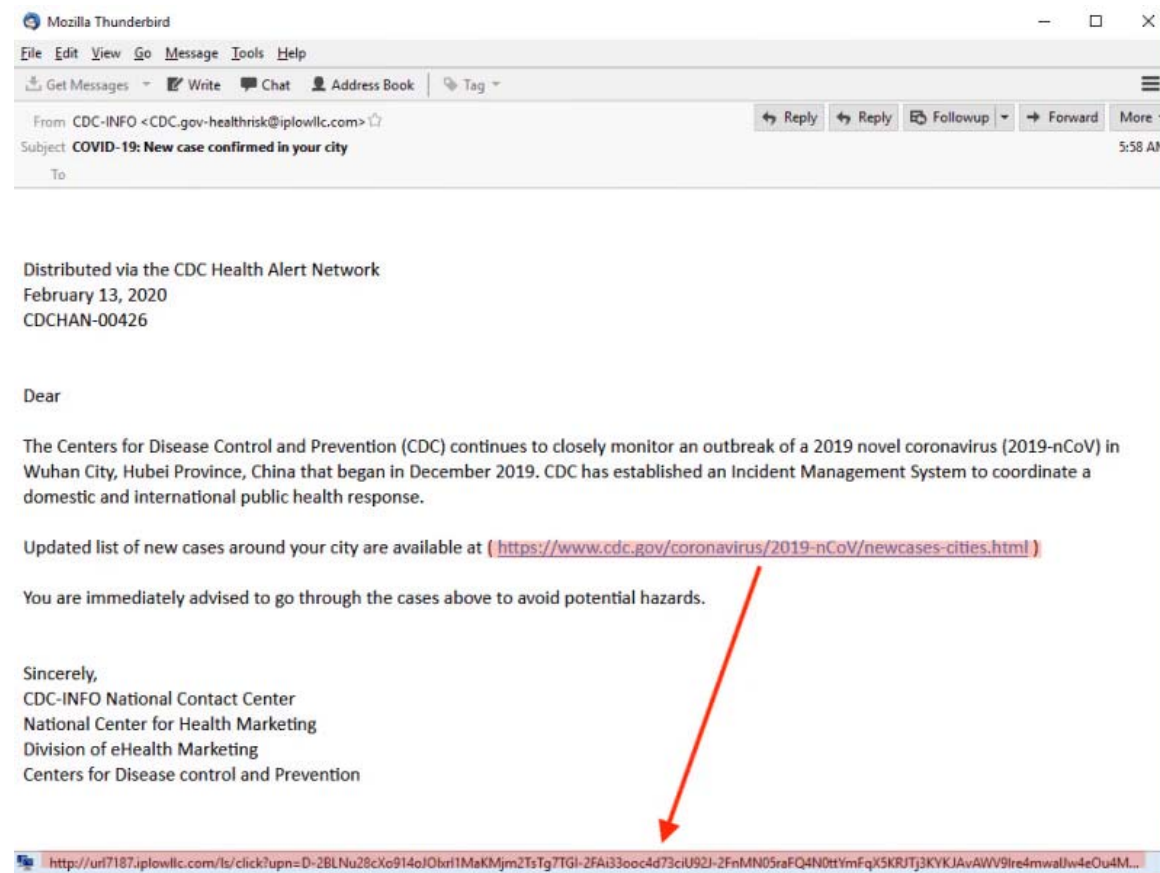 Mozilla Thunderbird
File Edit View Go Message Tools Help
Get Messages Write Chat Address Book Tag
From CDC-INFO <CDC.gov-healthrisk@iplowllc.com> Reply Reply Followup Forward More
Subject COVID-19: New case confirmed in your city 5:58 AM
To
Distributed via the CDC Health Alert Network
February 13, 2020
CDCHAN-00426
Dear
The Centers for Disease Control and Prevention (CDC) continues to closely monitor an outbreak of a 2019 novel coronavirus (2019-nCoV) in
Wuhan City, Hubei Province, China that began in December 2019. CDC has established an Incident Management System to coordinate a
domestic and international public health response.
Updated list of new cases around your city are available at ( https://www.cdc.gov/coronavirus/2019-nCoV/newcases-cities.html )
You are immediately advised to go through the cases above to avoid potential hazards.
Sincerely,
CDC-INFO National Contact Center
National Center for Health Marketing
Division of eHealth Marketing
Centers for Disease control and Prevention